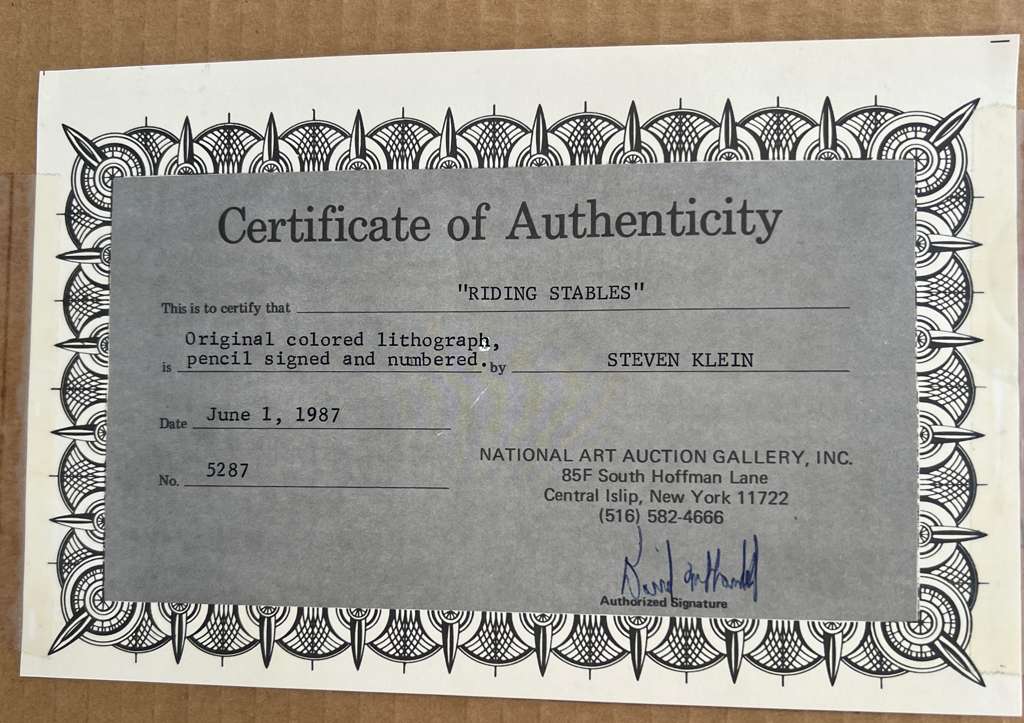 Certificate of Authenticity
This is to certify that "RIDING STABLES"
Original colored lithograph,
is pencil signed and numbered. by STEVEN KLEIN
Date June 1, 1987
No. 5287
NATIONAL ART AUCTION GALLERY, INC.
85F South Hoffman Lane
Central Islip, New York 11722
(516) 582-4666
Authorized Signature